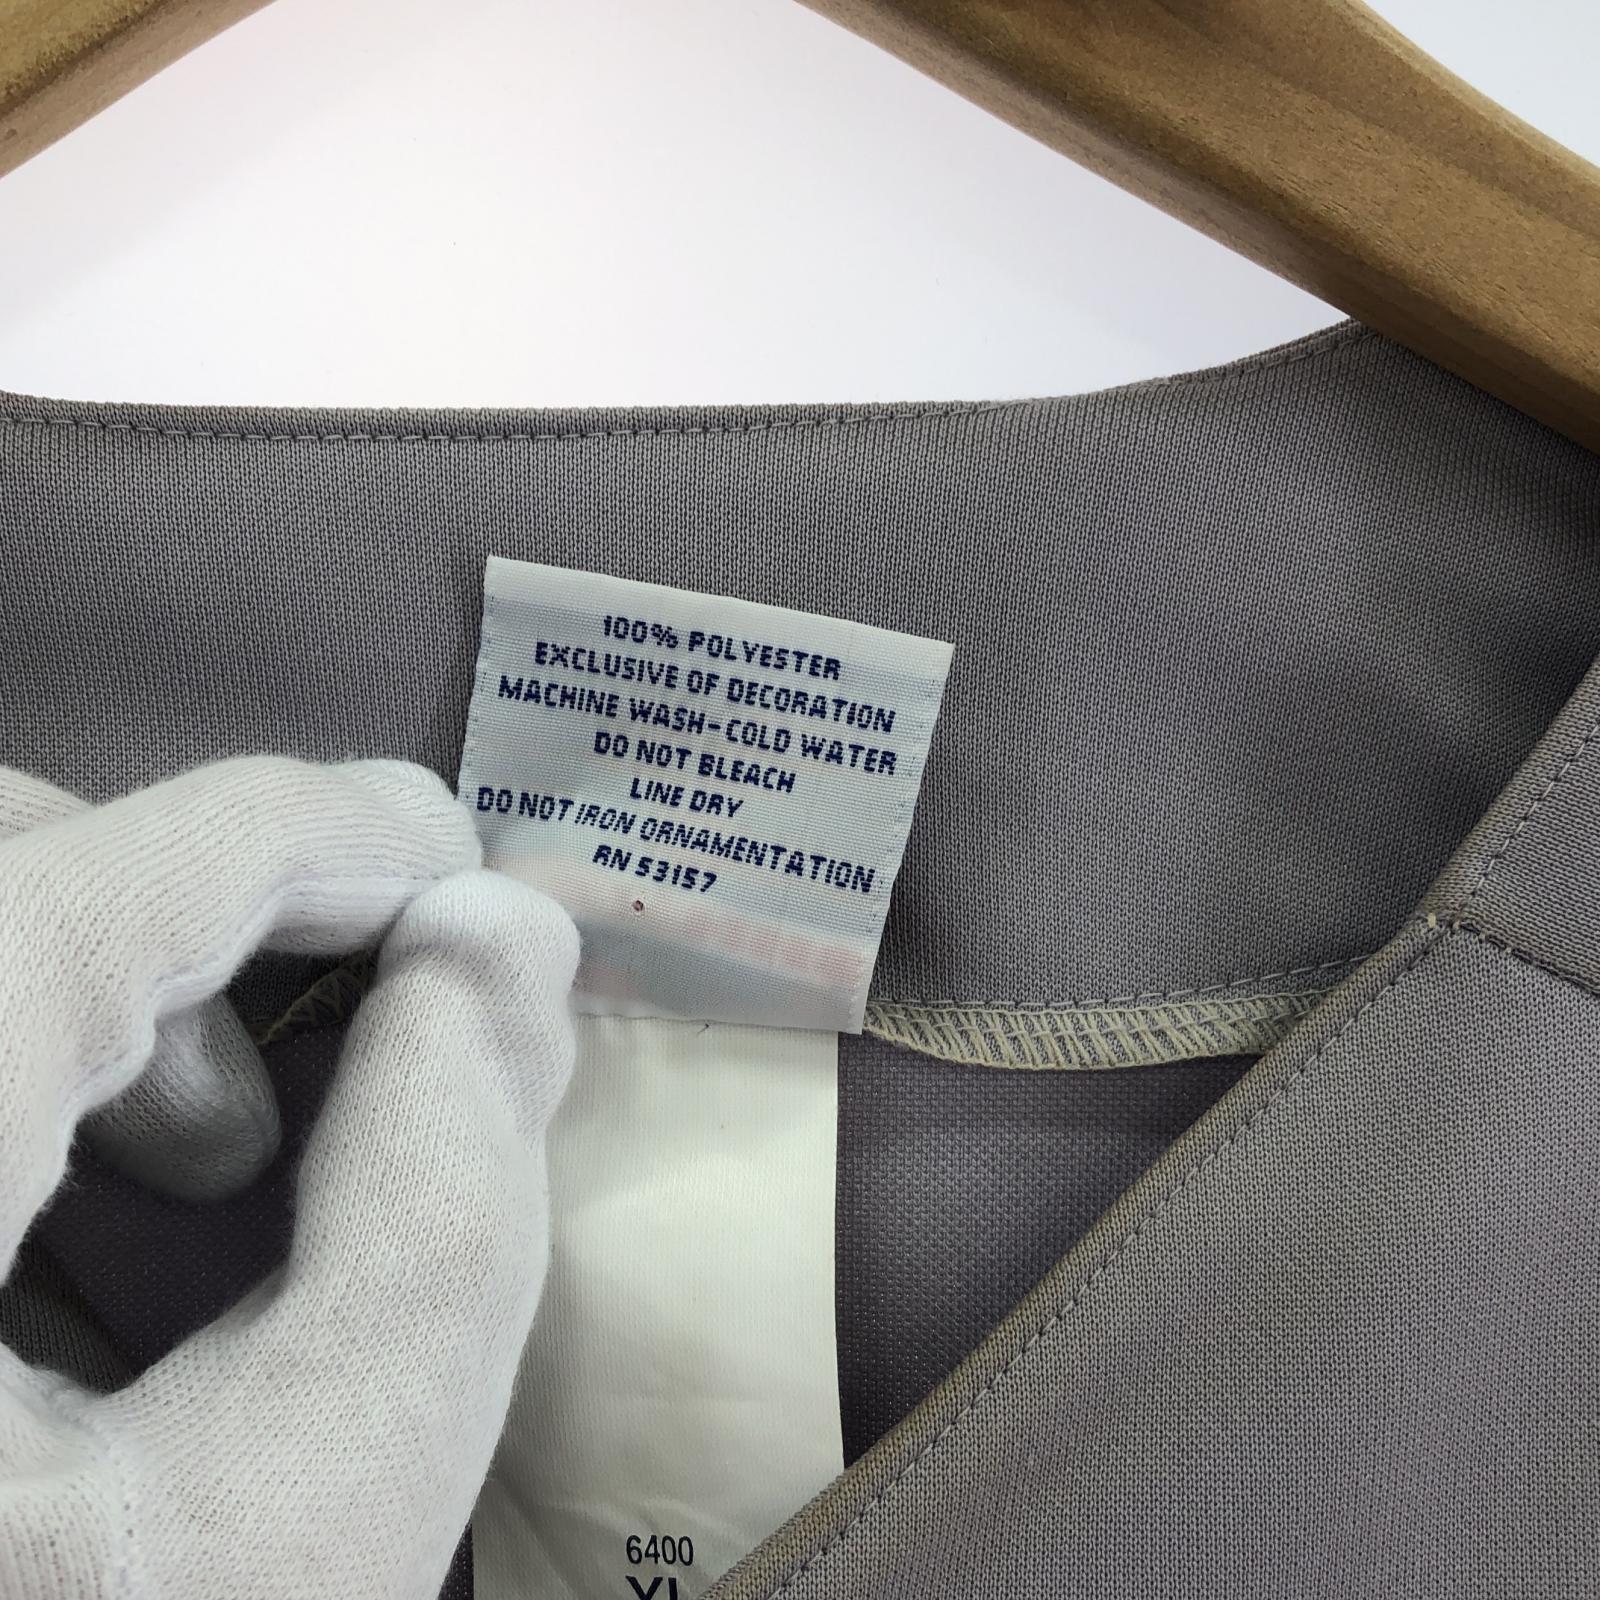 100% POLYESTER
EXCLUSIVE OF DECORATION
MACHINE WASH-COLD WATER
DO NOT BLEACH
LINE DRY
DO NOT IRON ORNAMENTATION
RN 53157
6400
XL